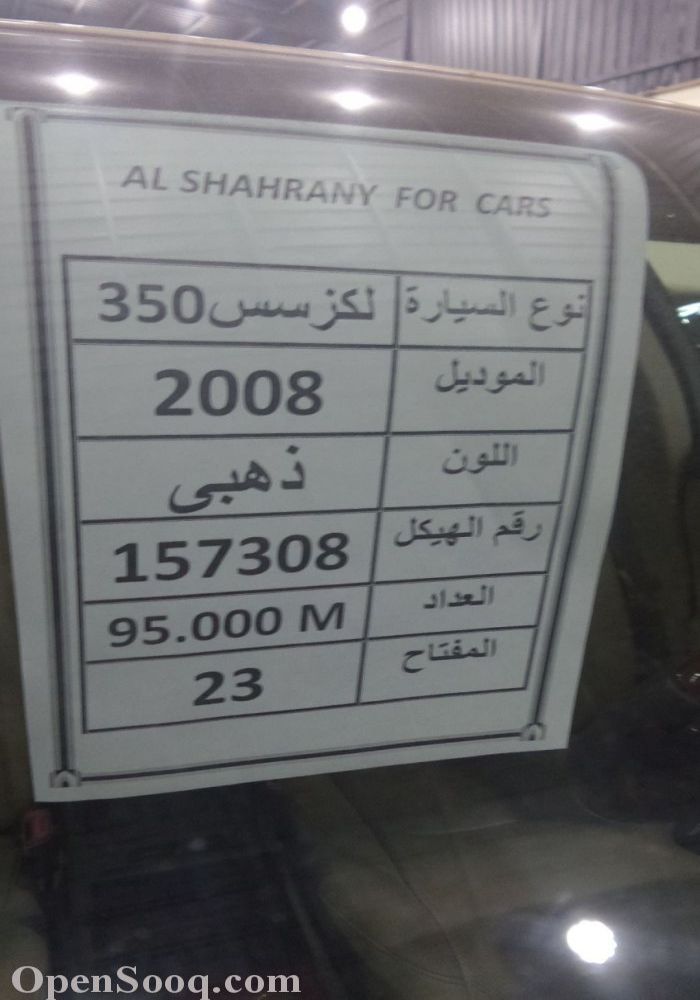 AL SHAHRANY FOR CARS
نوع السيارة لكزسس350
الموديل 2008
اللون ذهبى
رقم الهيكل 157308
العداد 95.000 M
المفتاح 23
OpenSooq.com